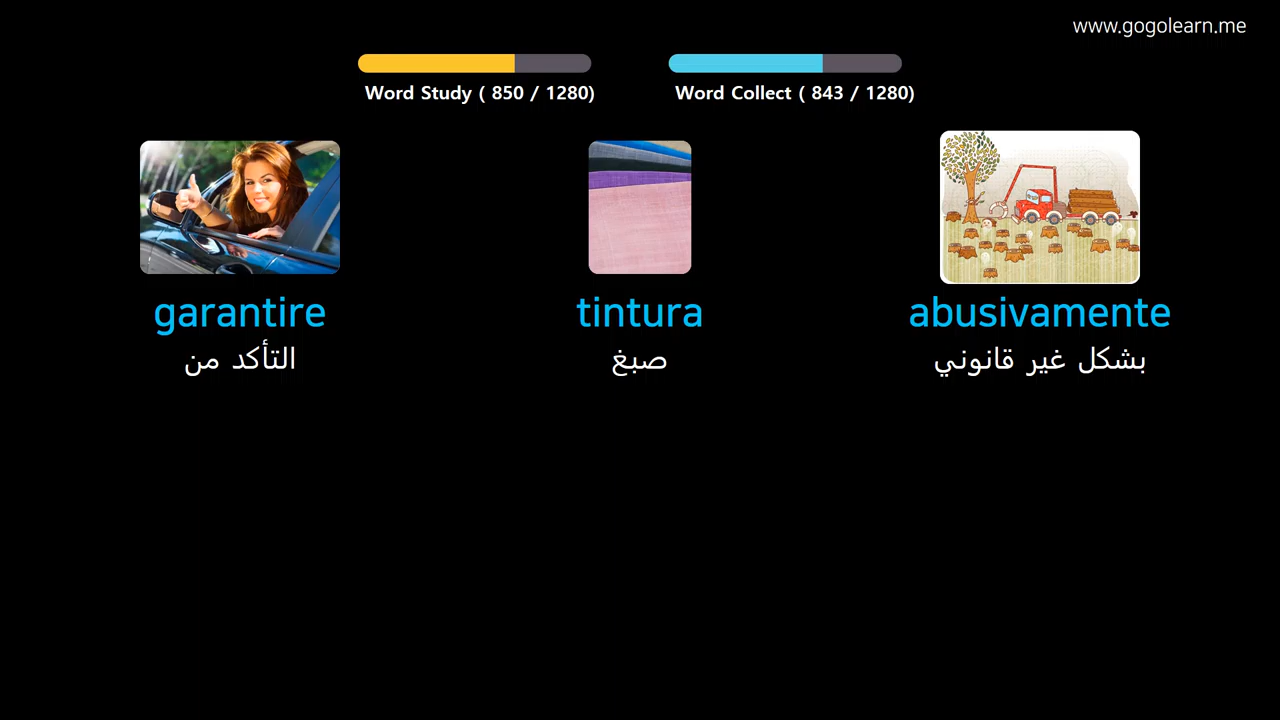 www.gogolearn.me
Word Study ( 850 / 1280)
Word Collect ( 843 / 1280)
garantire
التأكد من
tintura
صبغ
abusivamente
بشكل غير قانوني